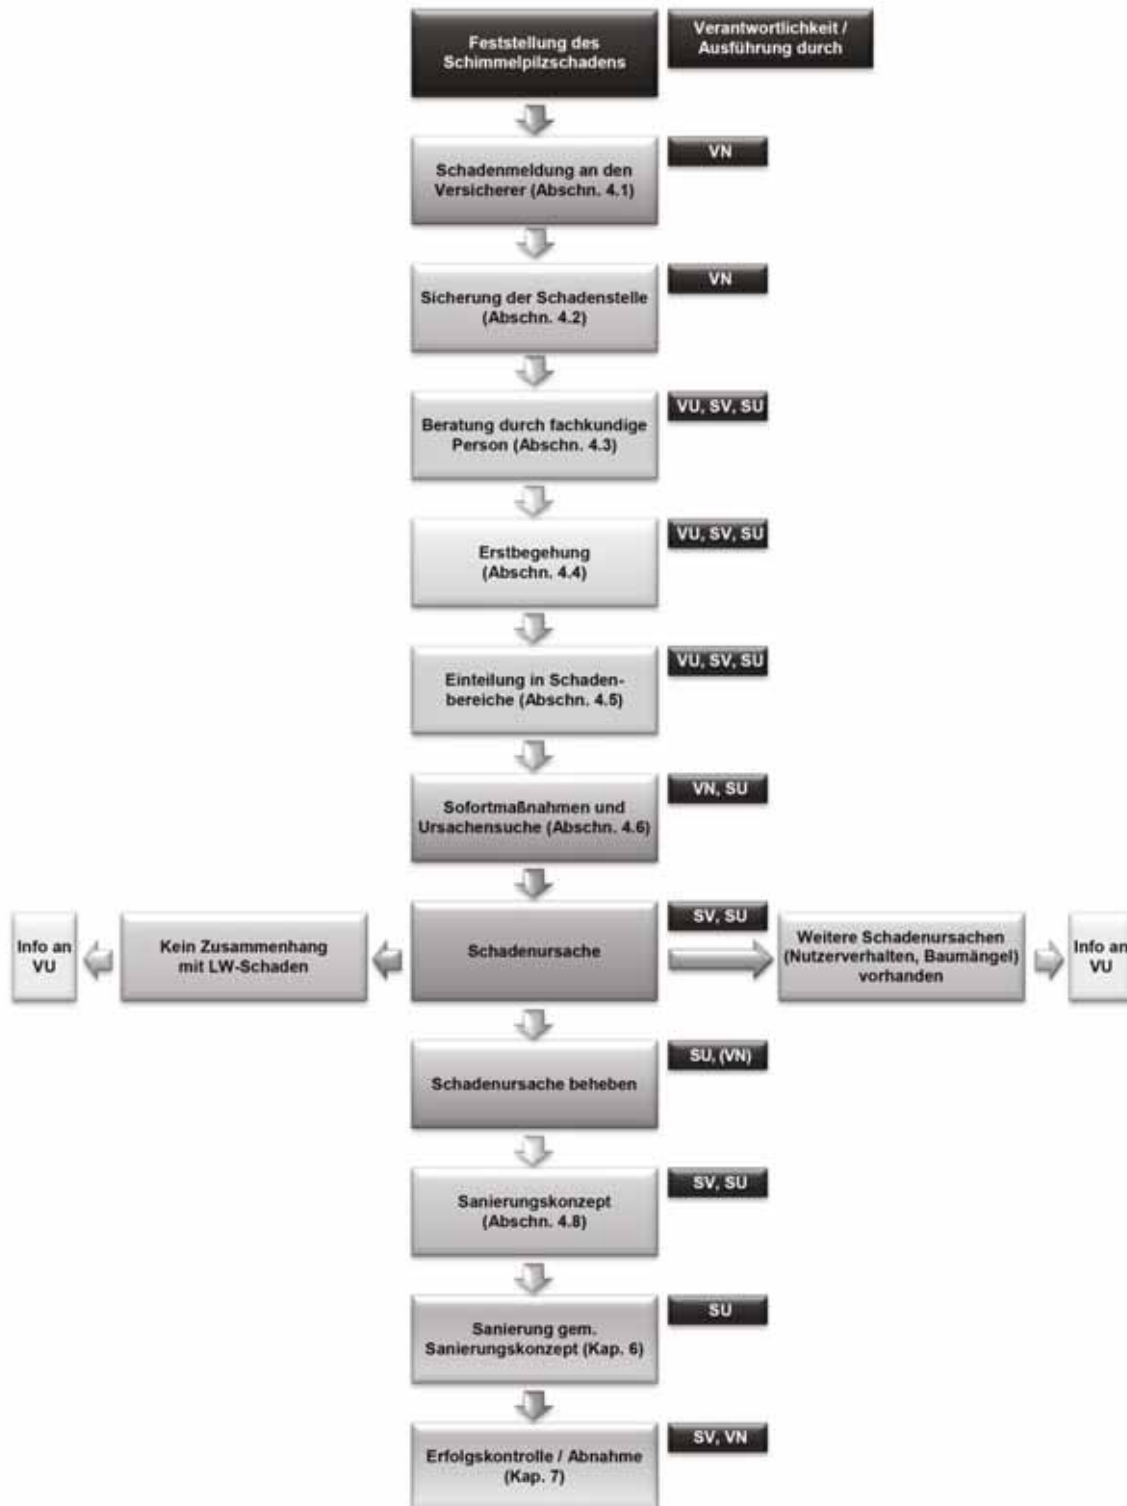 Feststellung des
Schimmelpilzschadens
Verantwortlichkeit /
Ausführung durch
Schadenmeldung an den
Versicherer (Abschn. 4.1)
VN
Sicherung der Schadenstelle
(Abschn. 4.2)
VN
Beratung durch fachkundige
Person (Abschn. 4.3)
VU, SV, SU
Erstbegehung
(Abschn. 4.4)
VU, SV, SU
Einteilung in Schaden-
bereiche (Abschn. 4.5)
VU, SV, SU
Sofortmaßnahmen und
Ursachensuche (Abschn. 4.6)
VN, SU
Info an
VU
Kein Zusammenhang
mit LW-Schaden
Schadenursache
SV, SU
Weitere Schadenursachen
(Nutzerverhalten, Baumängel)
vorhanden
Info an
VU
Schadenursache beheben
SU, (VN)
Sanierungskonzept
(Abschn. 4.8)
SV, SU
Sanierung gem.
Sanierungskonzept (Kap. 6)
SU
Erfolgskontrolle / Abnahme
(Kap. 7)
SV, VN